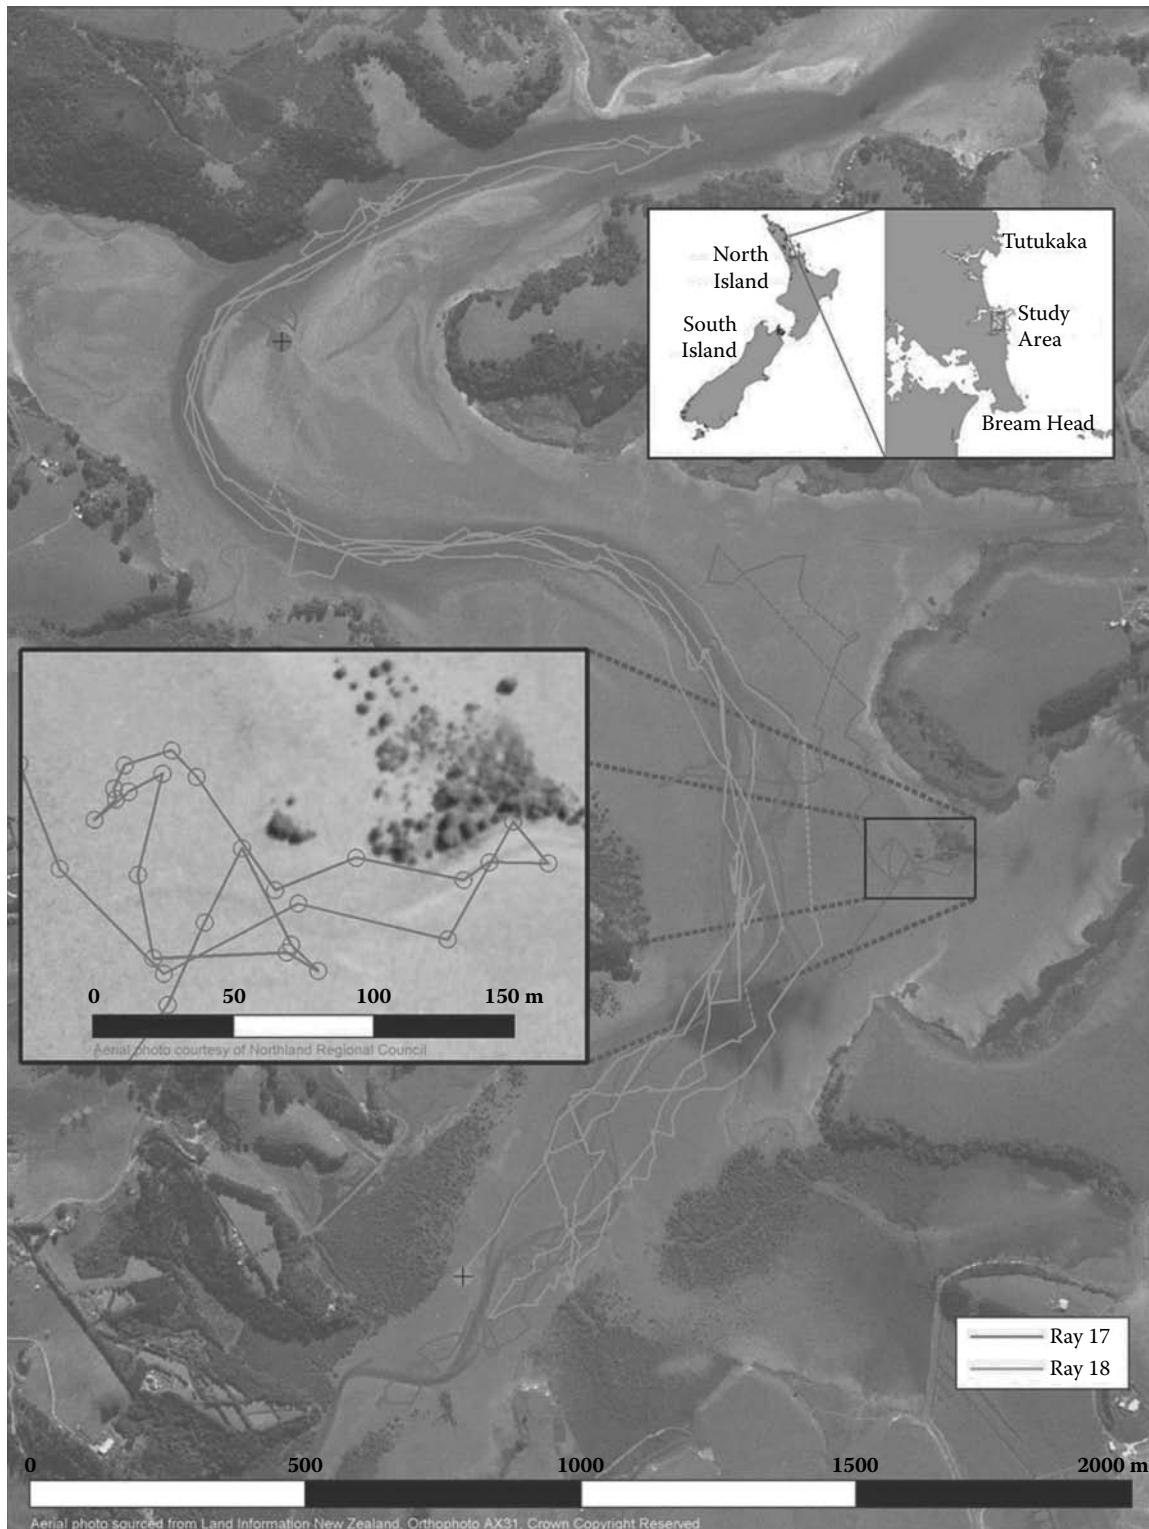 North
Island
South
Island
Tutukaka
Study
Area
Bream Head
0 50 100 150 m
Aerial photo courtesy of Northland Regional Council
Ray 17
Ray 18
0 500 1000 1500 2000 m
Aerial photo sourced from Land Information New Zealand, Orthophoto AX31, Crown Copyright Reserved